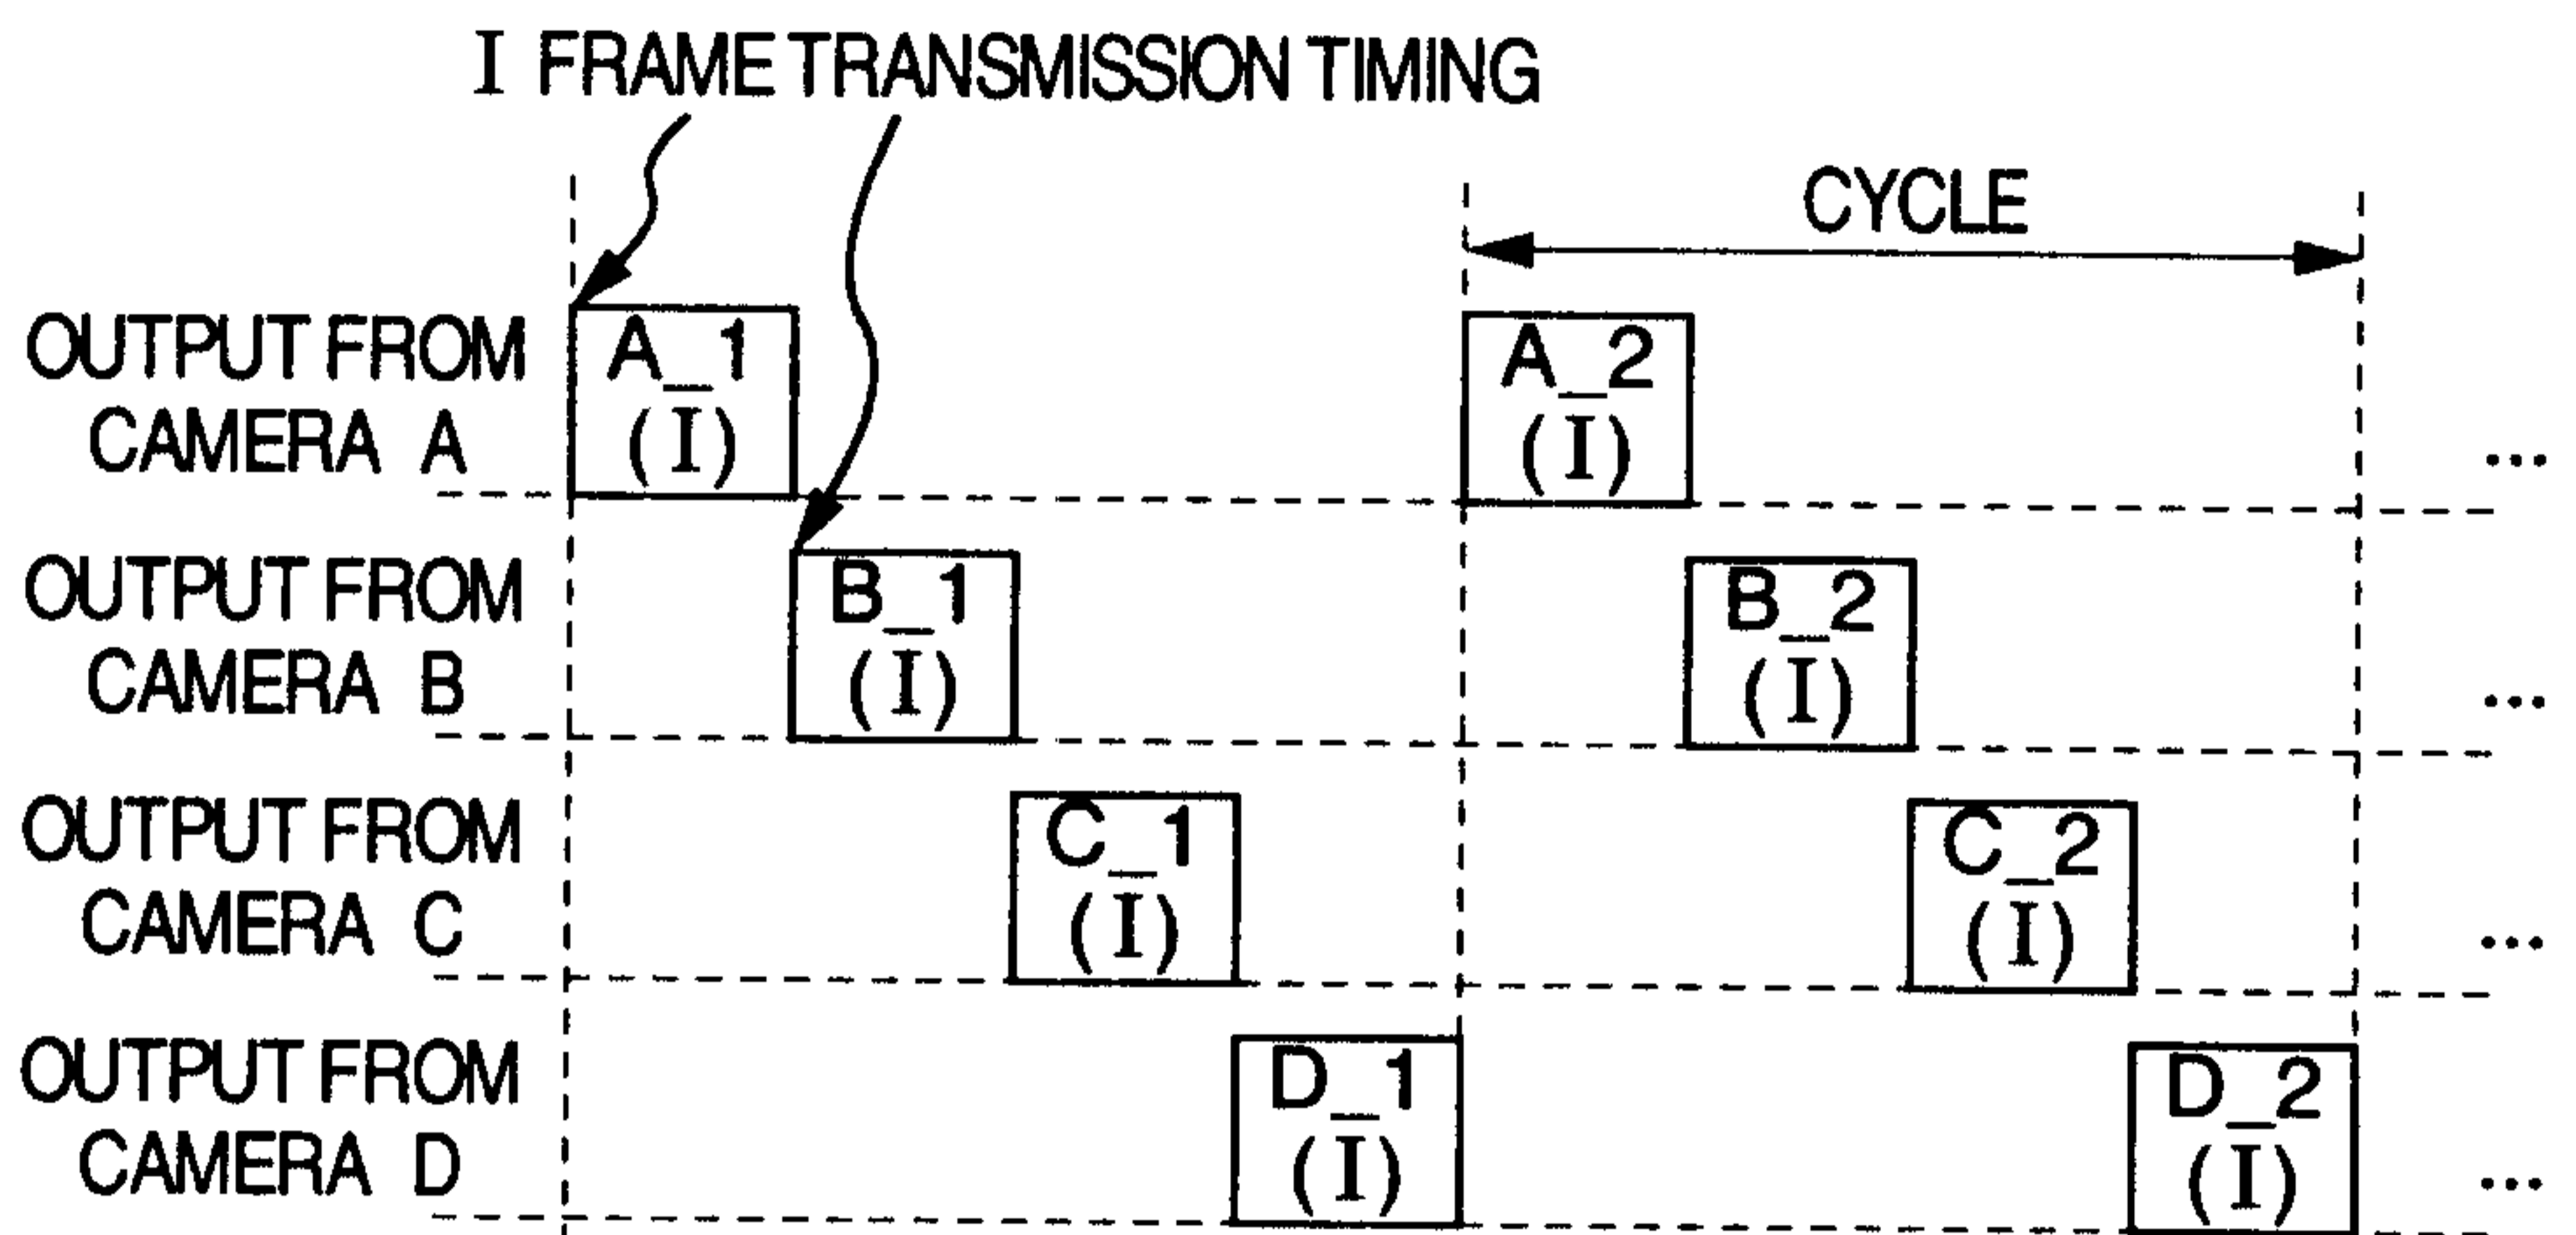 I FRAME TRANSMISSION TIMING
CYCLE
OUTPUT FROM
CAMERA A
A_1
(I)
A_2
(I)
...
OUTPUT FROM
CAMERA B
B_1
(I)
B_2
(I)
...
OUTPUT FROM
CAMERA C
C_1
(I)
C_2
(I)
...
OUTPUT FROM
CAMERA D
D_1
(I)
D_2
(I)
...